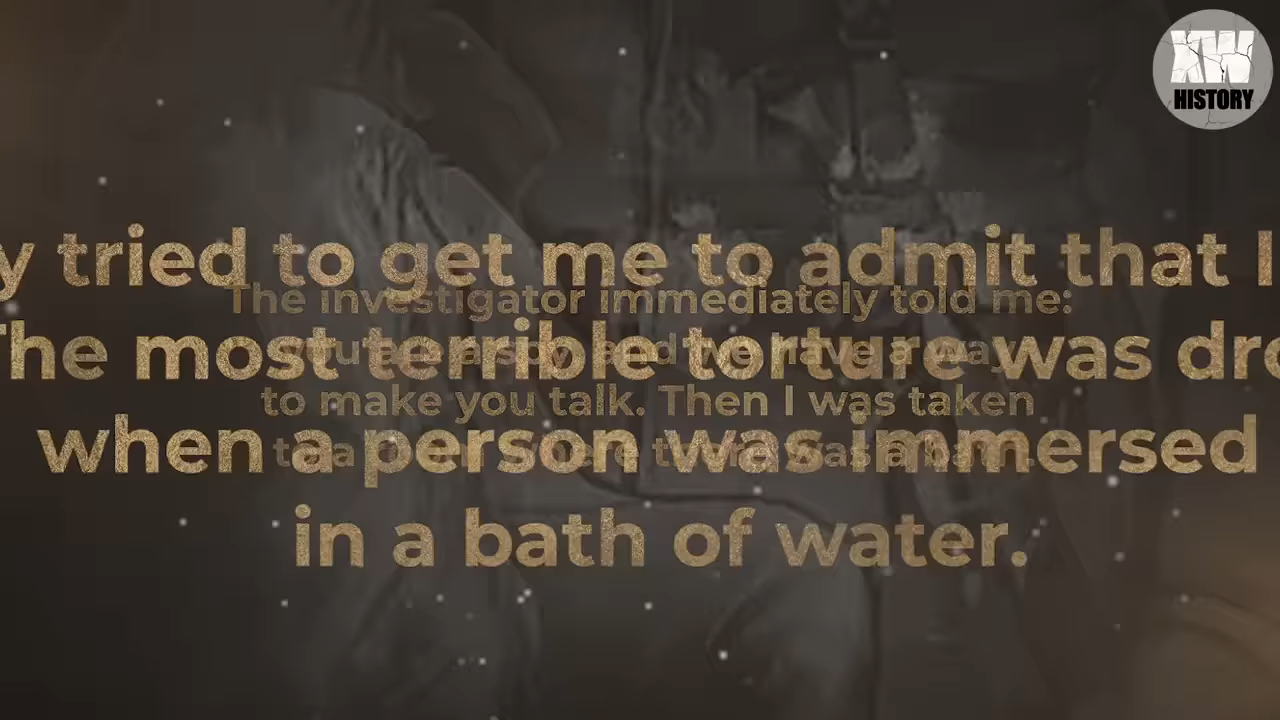 XW
HISTORY
y tried to get me to admit that I
The most terrible torture was dro
when a person was immersed
in a bath of water.
The investigator immediately told me:
to make you talk. Then I was taken